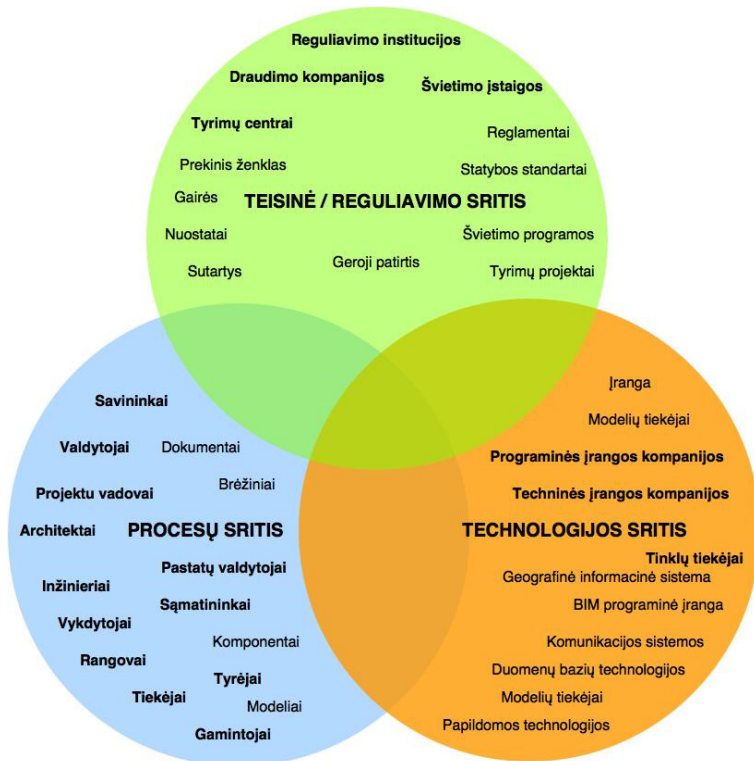 Reguliavimo institucijos
Draudimo kompanijos
Švietimo įstaigos
Tyrimų centrai
Reglamentai
Prekinis ženklas
Statybos standartai
Gairės
TEISINĖ / REGULIAVIMO SRITIS
Nuostatai
Švietimo programos
Geroji patirtis
Sutartys
Tyrimų projektai
Savininkai
Valdytojai
Dokumentai
Projektu vadovai
Brėžiniai
Architektai
PROCESŲ SRITIS
Pastatų valdytojai
Inžinieriai
Sąmatininkai
Vykdytojai
Komponentai
Rangovai
Tyrėjai
Tiekėjai
Modeliai
Gamintojai
Įranga
Modelių tiekėjai
Programinės įrangos kompanijos
Techninės įrangos kompanijos
TECHNOLOGIJOS SRITIS
Tinklų tiekėjai
Geografinė informacinė sistema
BIM programinė įranga
Komunikacijos sistemos
Duomenų bazių technologijos
Modelių tiekėjai
Papildomos technologijos